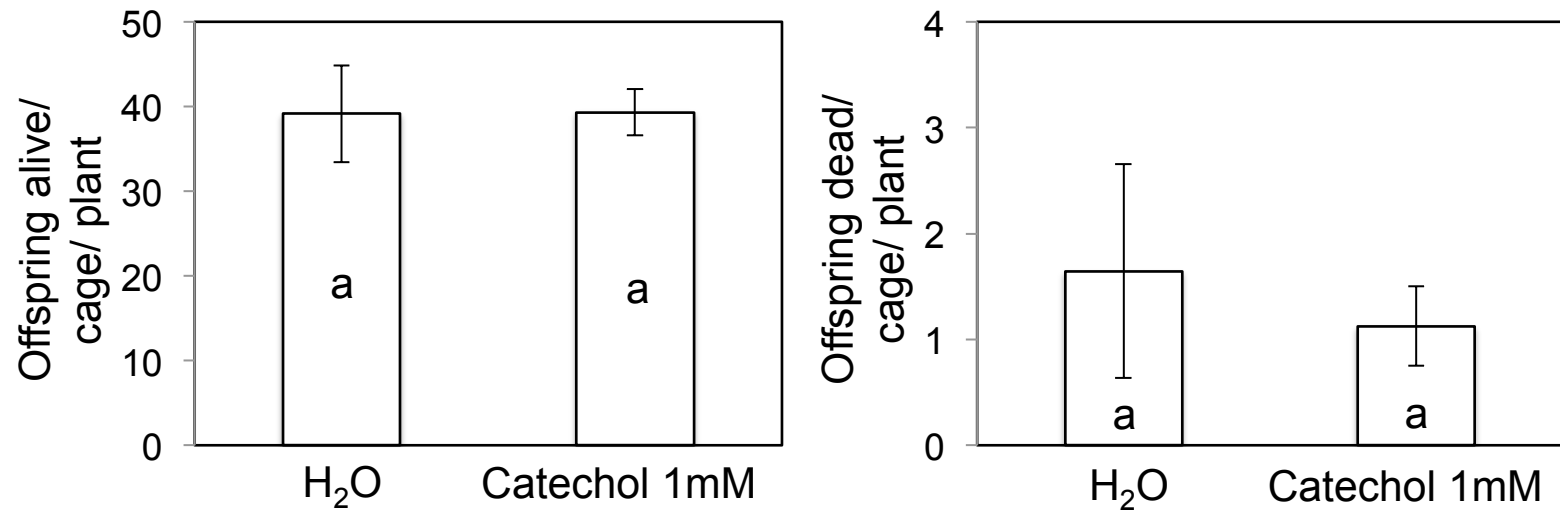 Offspring alive/
cage/ plant
50
40
30
20
10
0
a
a
H₂O
Catechol 1mM
Offspring dead/
cage/ plant
4
3
2
1
0
a
a
H₂O
Catechol 1mM